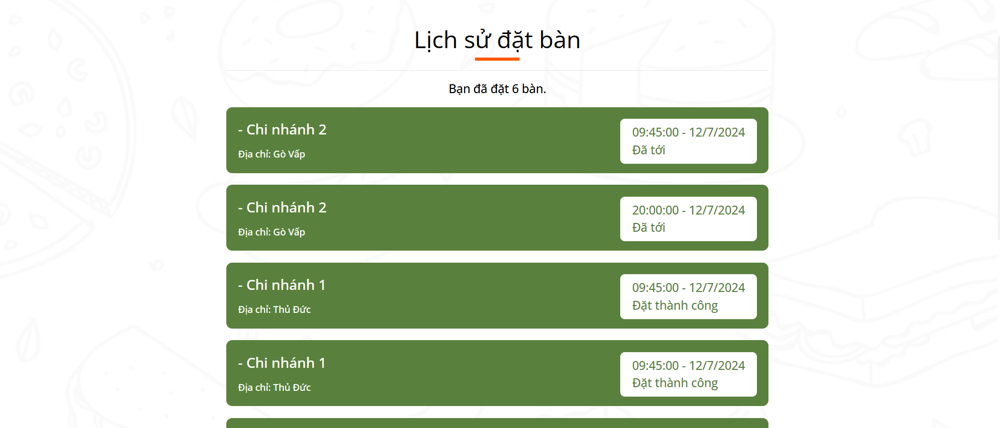 Lịch sử đặt bàn
Bạn đã đặt 6 bàn.
- Chi nhánh 2
Địa chỉ: Gò Vấp
09:45:00 - 12/7/2024
Đã tới
- Chi nhánh 2
Địa chỉ: Gò Vấp
20:00:00 - 12/7/2024
Đã tới
- Chi nhánh 1
Địa chỉ: Thủ Đức
09:45:00 - 12/7/2024
Đặt thành công
- Chi nhánh 1
Địa chỉ: Thủ Đức
09:45:00 - 12/7/2024
Đặt thành công